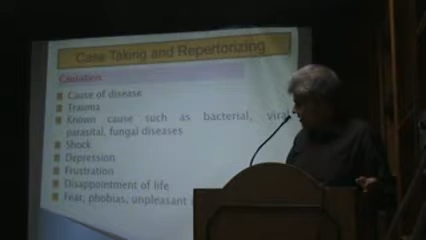 Case Taking and Repertorizing
Causation
Cause of disease
Trauma
Known cause such as bacterial, viral
parasital, fungal diseases
Shock
Depression
Frustration
Disappointment of life
Fear, phobias, unpleasant